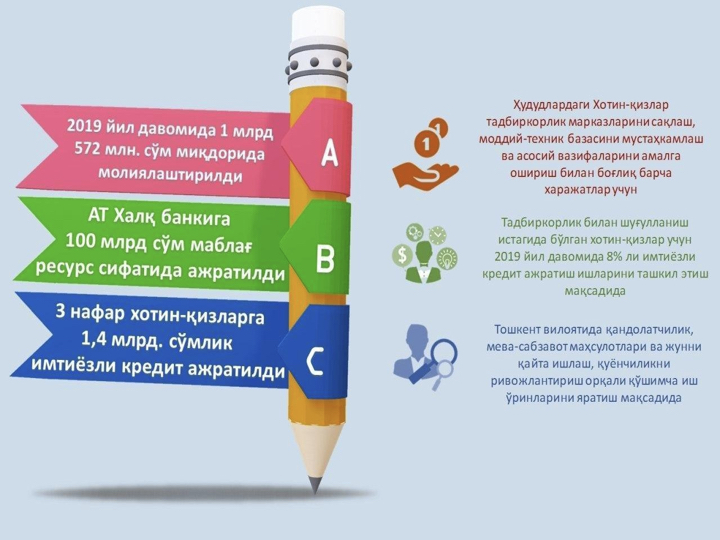 2019 йил давомида 1 млрд
572 млн. сўм миқдорида
молиялаштирилди
A
Ҳудудлардаги Хотин-қизлар
тадбиркорлик марказларини сақлаш,
моддий-техник базасини мустаҳкамлаш
ва асосий вазифаларини амалга
ошириш билан боғлиқ барча
харажатлар учун
АТ Халқ банкига
100 млрд сўм маблағ
ресурс сифатида ажратилди
B
Тадбиркорлик билан шуғулланиш
истагида бўлган хотин-қизлар учун
2019 йил давомида 8% ли имтиёзли
кредит ажратиш ишларини ташкил этиш
мақсадида
3 нафар хотин-қизларга
1,4 млрд. сўмлик
имтиёзли кредит ажратилди
C
Тошкент вилоятида қандолатчилик,
мева-сабзавот маҳсулотлари ва жунни
қайта ишлаш, қуёнчиликни
ривожлантириш орқали қўшимча иш
ўринларини яратиш мақсадида